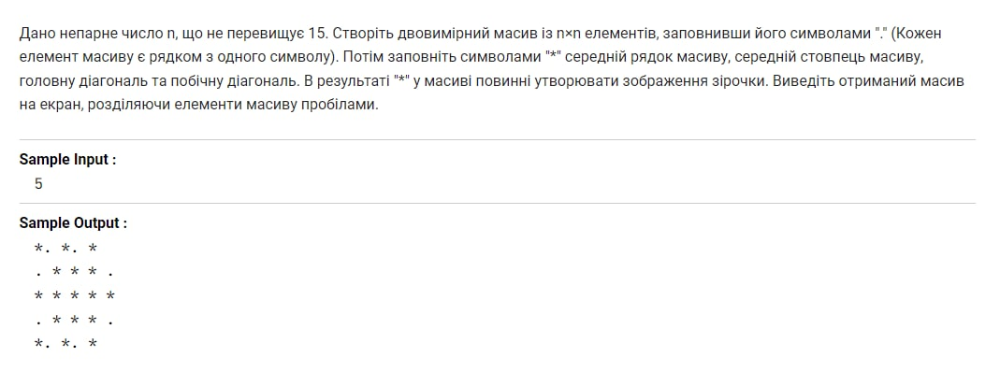 Дано непарне число n, що не перевищує 15. Створіть двовимірний масив із n×n елементів, заповнивши його символами "." (Кожен
елемент масиву є рядком з одного символу). Потім заповніть символами "*" середній рядок масиву, середній стовпець масиву,
головну діагональ та побічну діагональ. В результаті "*" у масиві повинні утворювати зображення зірочки. Виведіть отриманий масив
на екран, розділяючи елементи масиву пробілами.
Sample Input :
5
Sample Output :
*. *. *
. * * * .
* * * * *
. * * * .
*. *. *